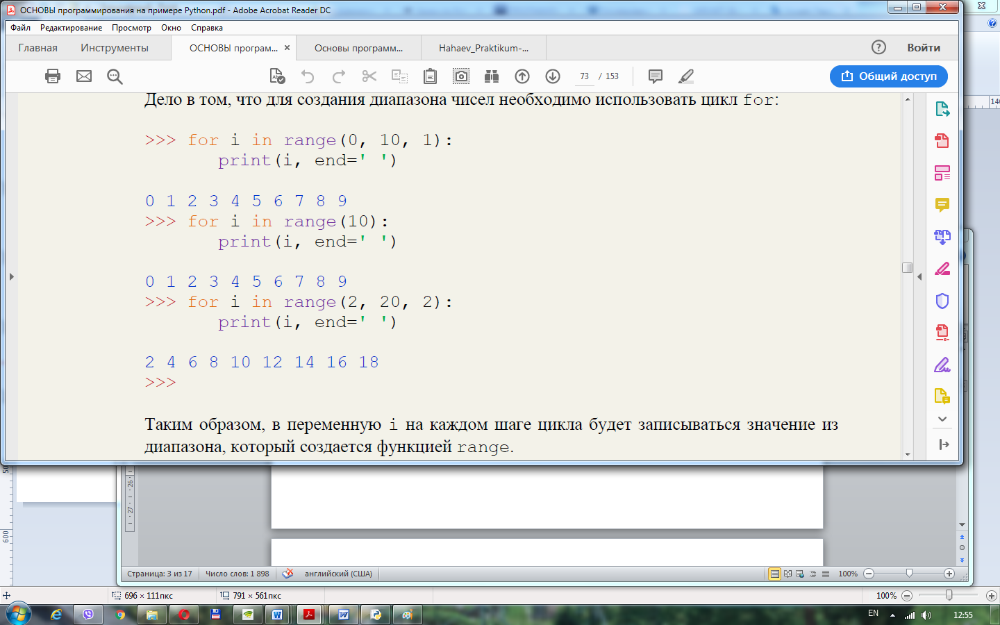 ОСНОВЫ программирования на примере Python.pdf - Adobe Acrobat Reader DC
Файл Редактирование Просмотр Окно Справка
Главная Инструменты ОСНОВЫ програм... × Основы программ... Hahaev_Praktikum-... Войти
73 / 153 Общий доступ
Дело в том, что для создания диапазона чисел необходимо использовать цикл for:
>>> for i in range(0, 10, 1):
print(i, end=' ')
0 1 2 3 4 5 6 7 8 9
>>> for i in range(10):
print(i, end=' ')
0 1 2 3 4 5 6 7 8 9
>>> for i in range(2, 20, 2):
print(i, end=' ')
2 4 6 8 10 12 14 16 18
>>>
Таким образом, в переменную i на каждом шаге цикла будет записываться значение из
диапазона, который создается функцией range.
26
27
600
Страница: 3 из 17 Число слов: 1 898 английский (США) 100%
696 × 111пкс 791 × 561пкс 100%
EN 12:55